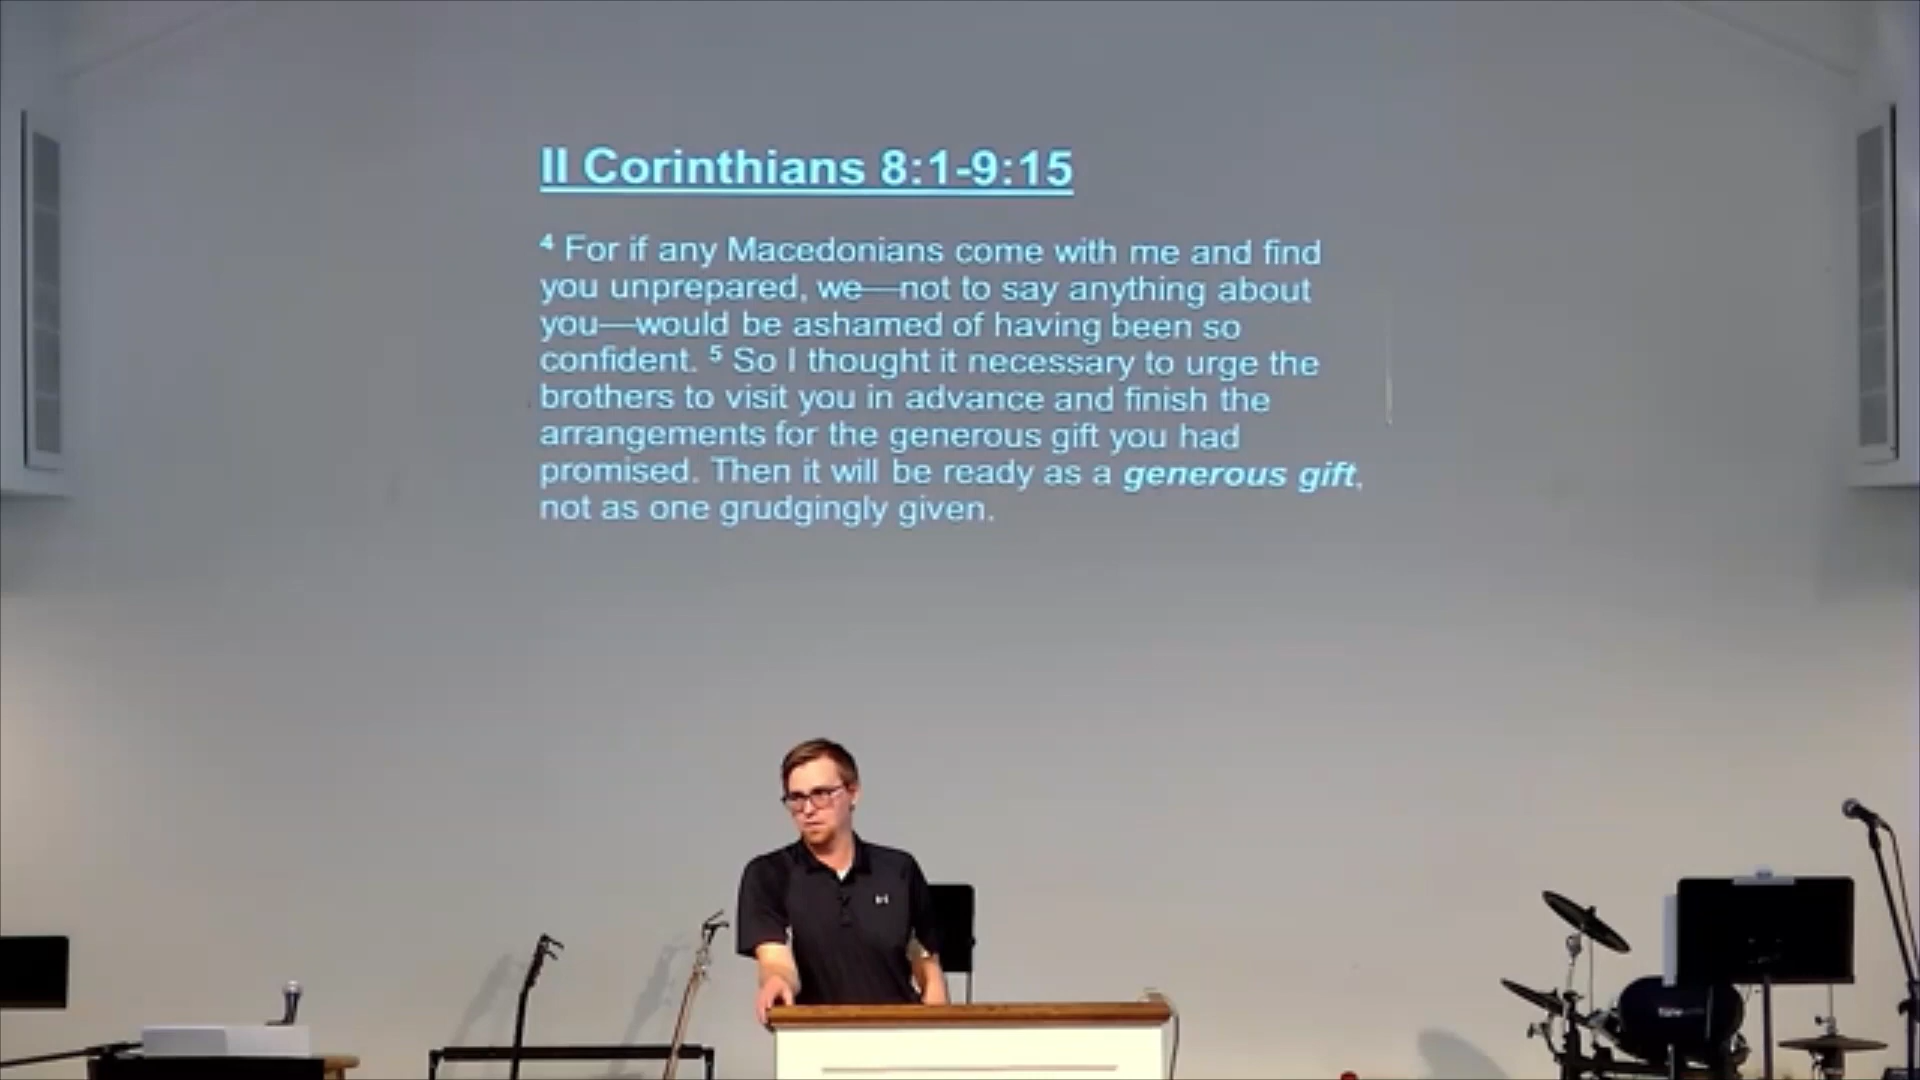 II Corinthians 8:1-9:15
4 For if any Macedonians come with me and find
you unprepared, we—not to say anything about
you—would be ashamed of having been so
confident. 5 So I thought it necessary to urge the
brothers to visit you in advance and finish the
arrangements for the generous gift you had
promised. Then it will be ready as a generous gift,
not as one grudgingly given.